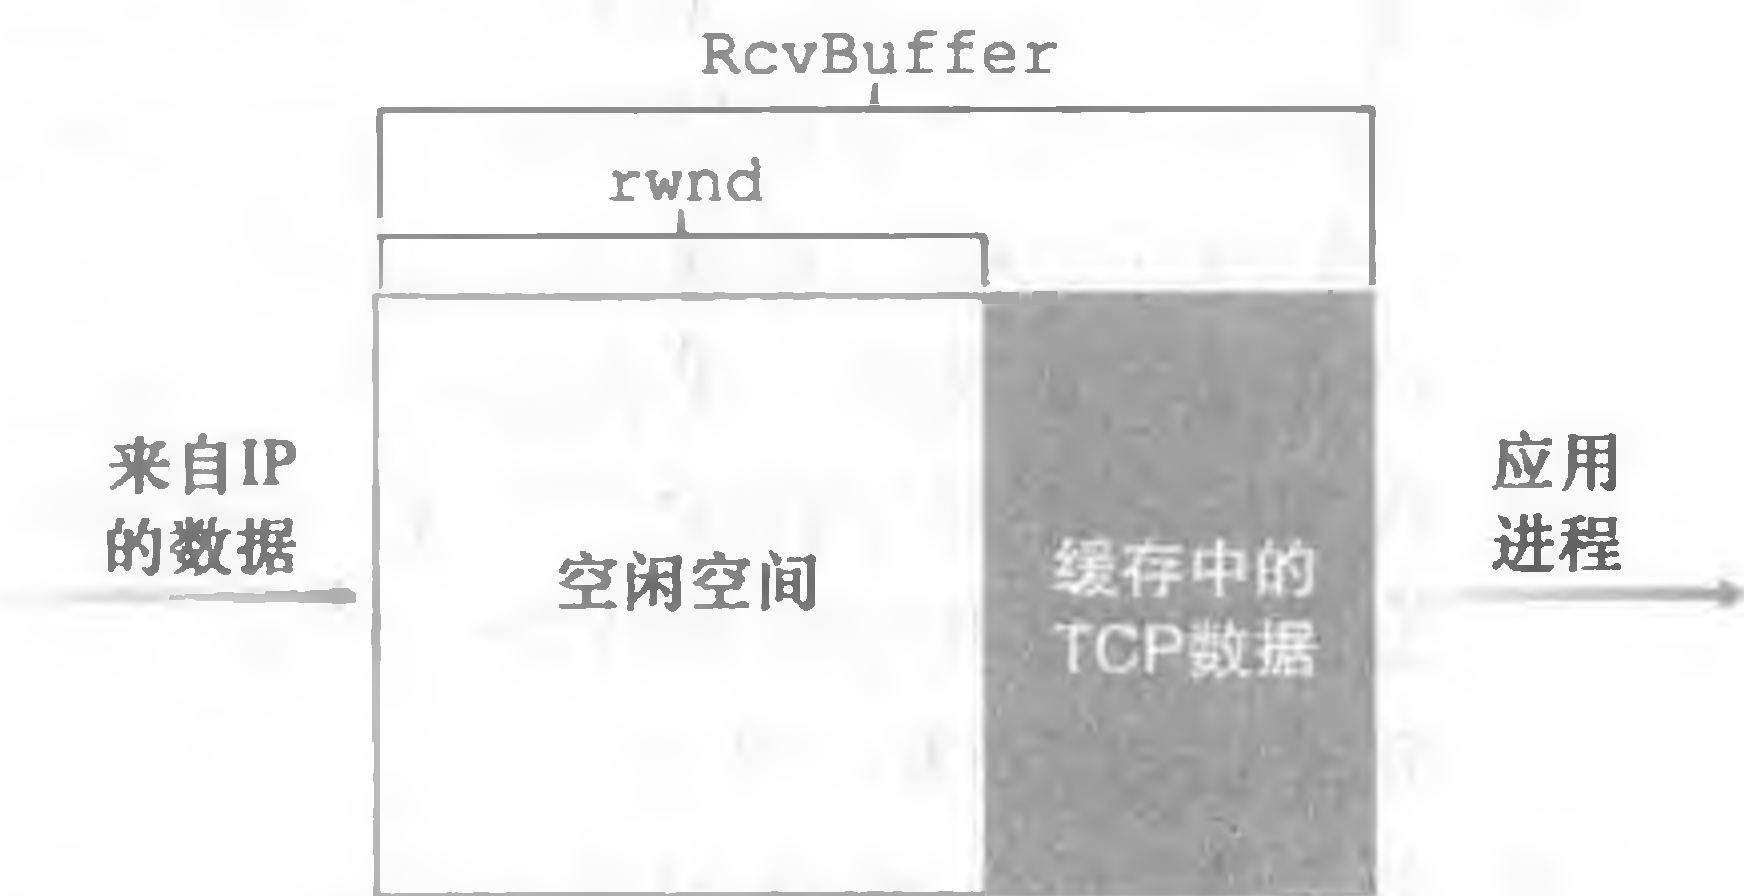 RcvBuffer
rwnd
来自IP
的数据
空闲空间
缓存中的
TCP数据
应用
进程